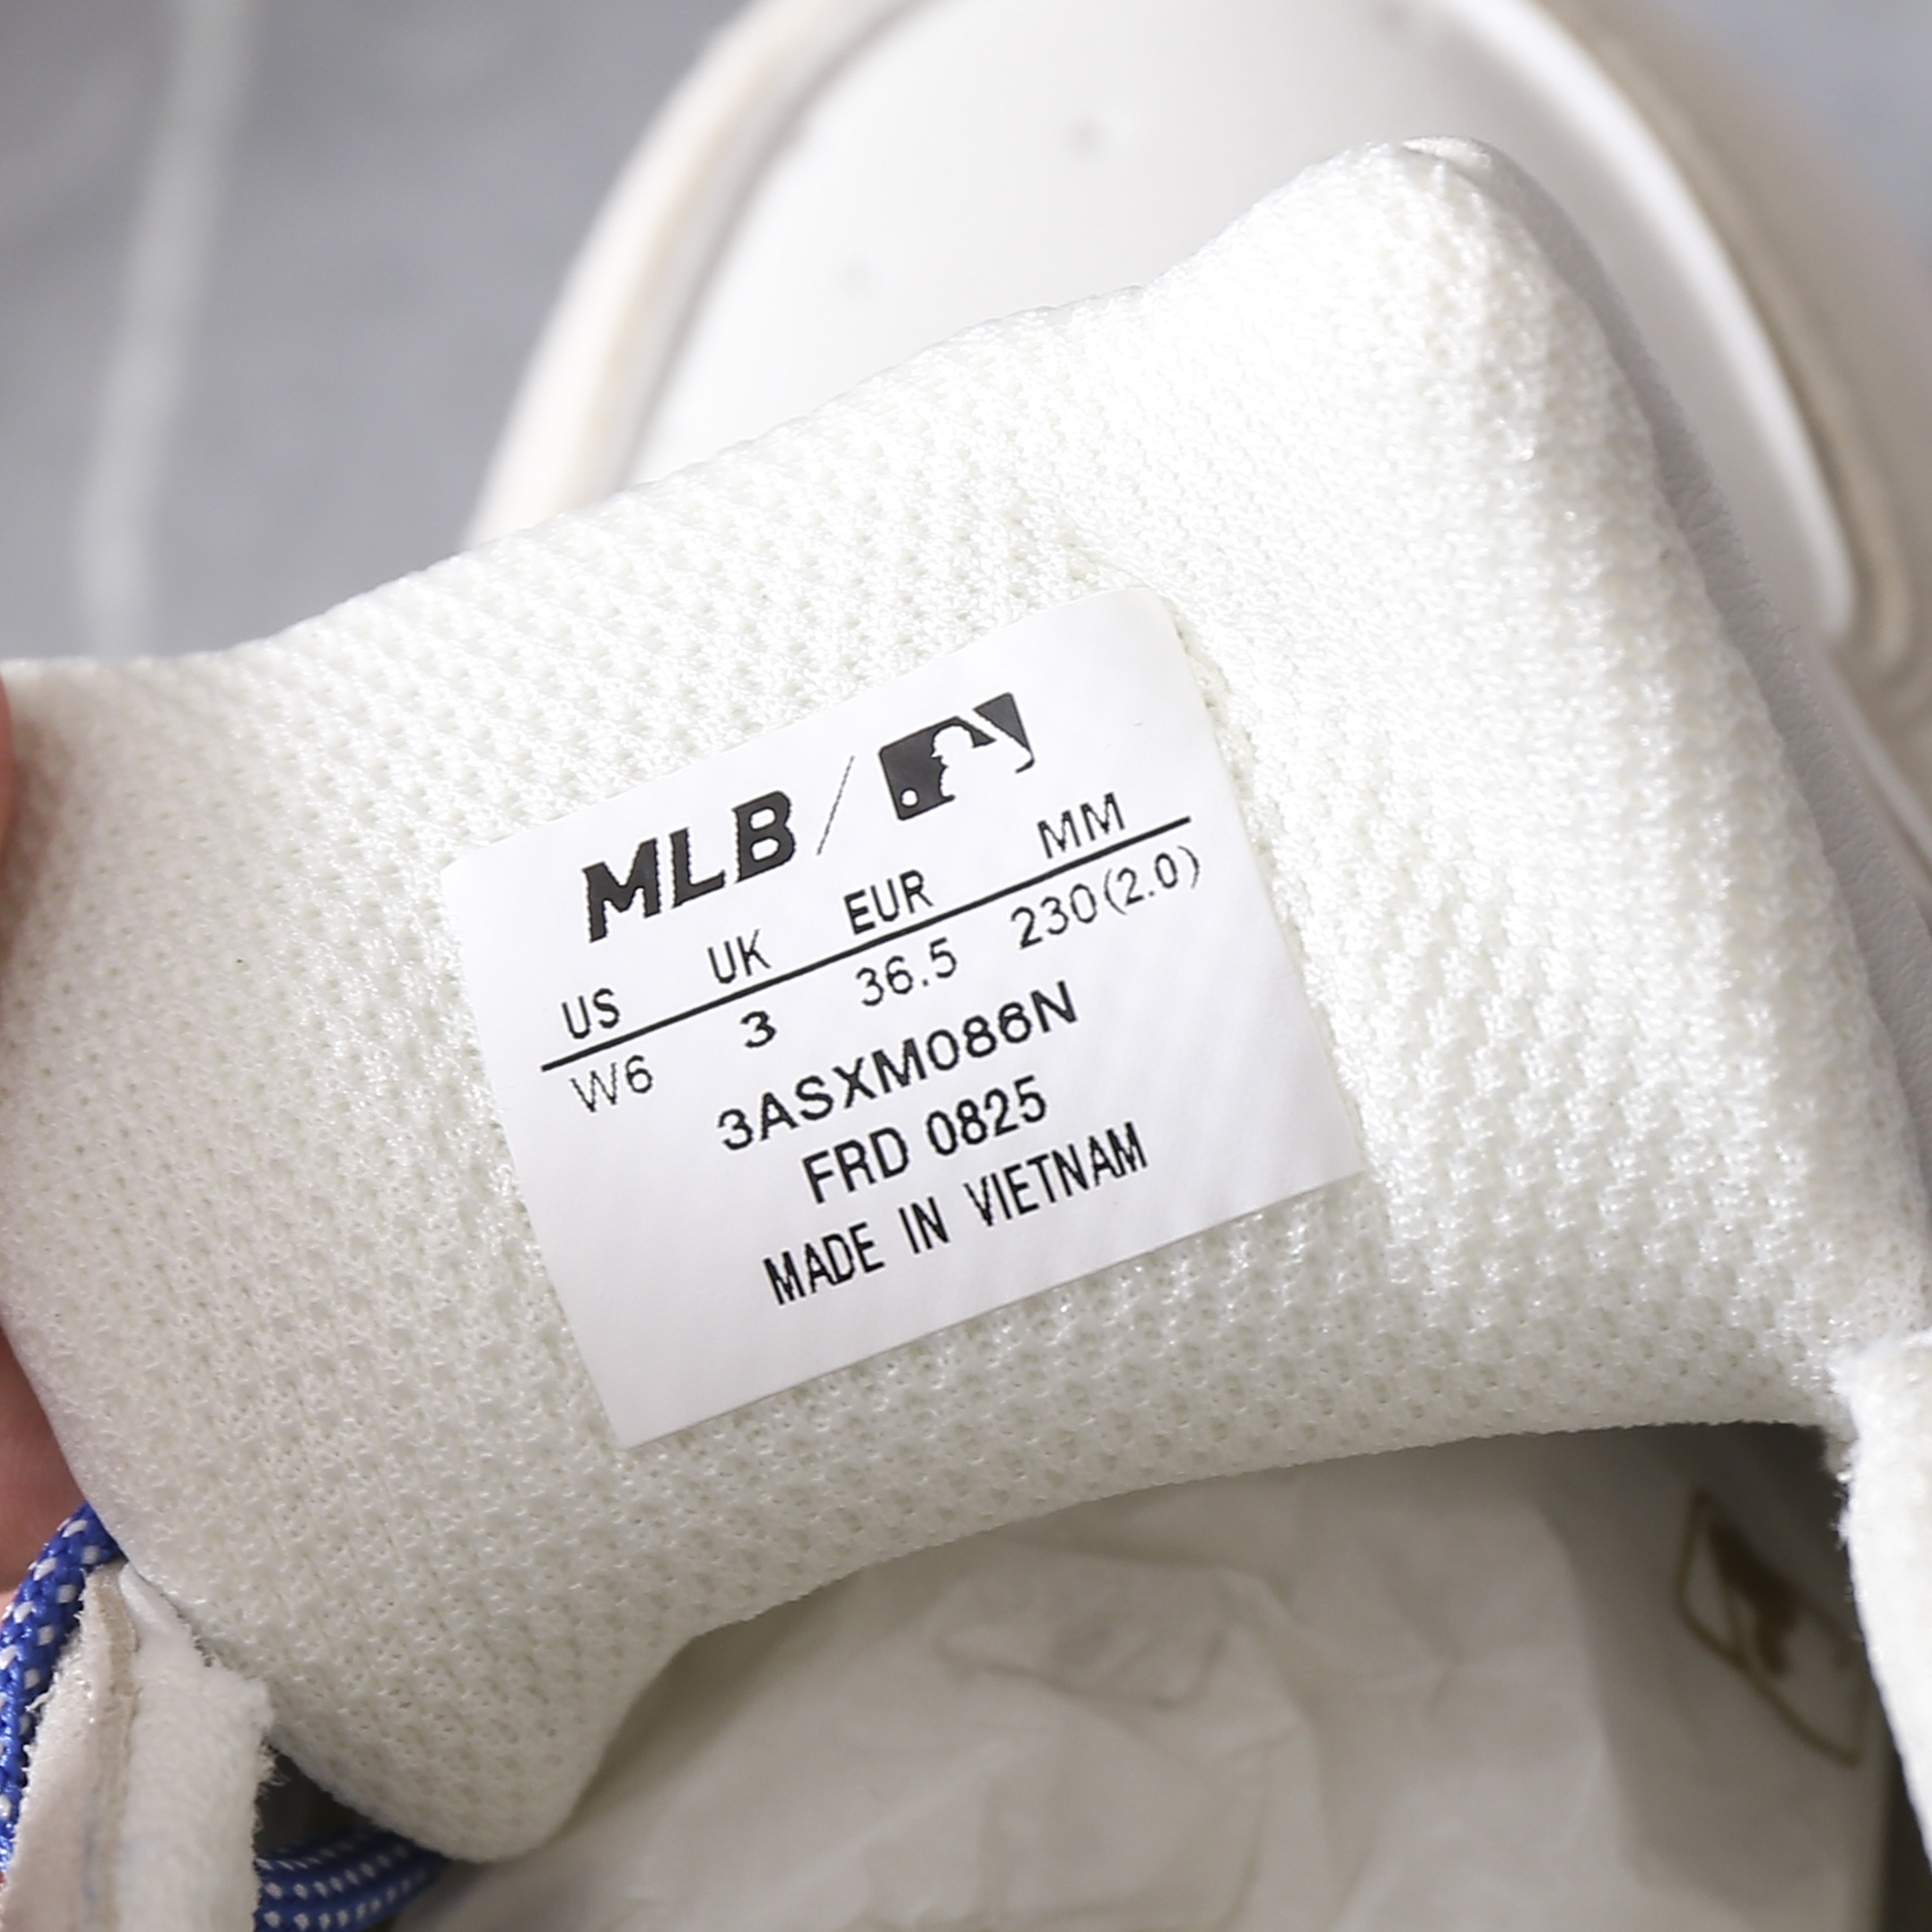 MLB
US UK EUR MM
W6 3 36.5 230(2.0)
3ASXM086N
FRD 0825
MADE IN VIETNAM